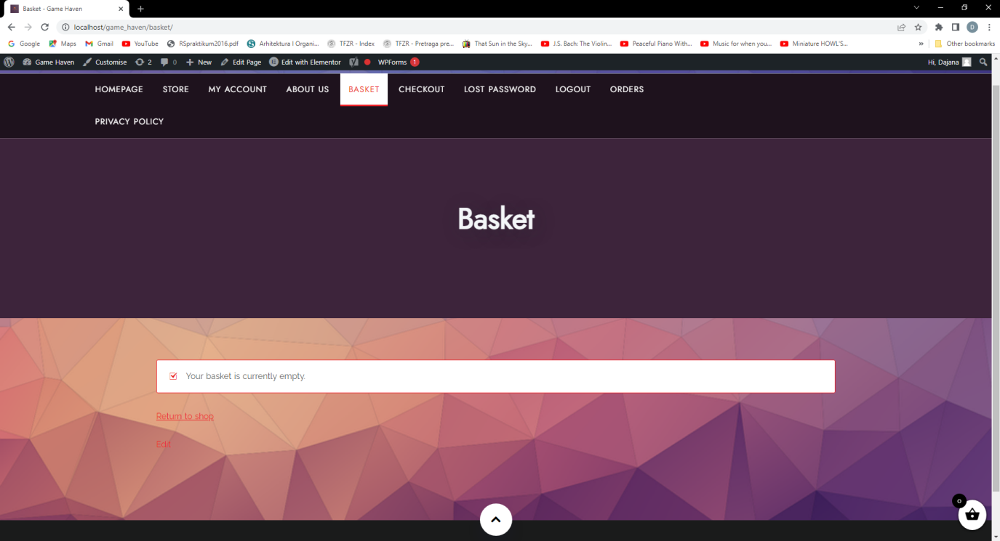 Basket - Game Haven
localhost/game_haven/basket/
Google Maps Gmail YouTube RSpraktikum2016.pdf Arhitektura I Organi... TFZR - Index TFZR - Pretraga pre... That Sun in the Sky... J.S. Bach: The Violin... Peaceful Piano With... Music for when you... Miniature HOWL'S... » Other bookmarks
Game Haven Customise 2 0 New Edit Page Edit with Elementor WPForms 1 Hi, Dajana
HOMEPAGE STORE MY ACCOUNT ABOUT US BASKET CHECKOUT LOST PASSWORD LOGOUT ORDERS
PRIVACY POLICY
Basket
Your basket is currently empty.
Return to shop
Edit
0